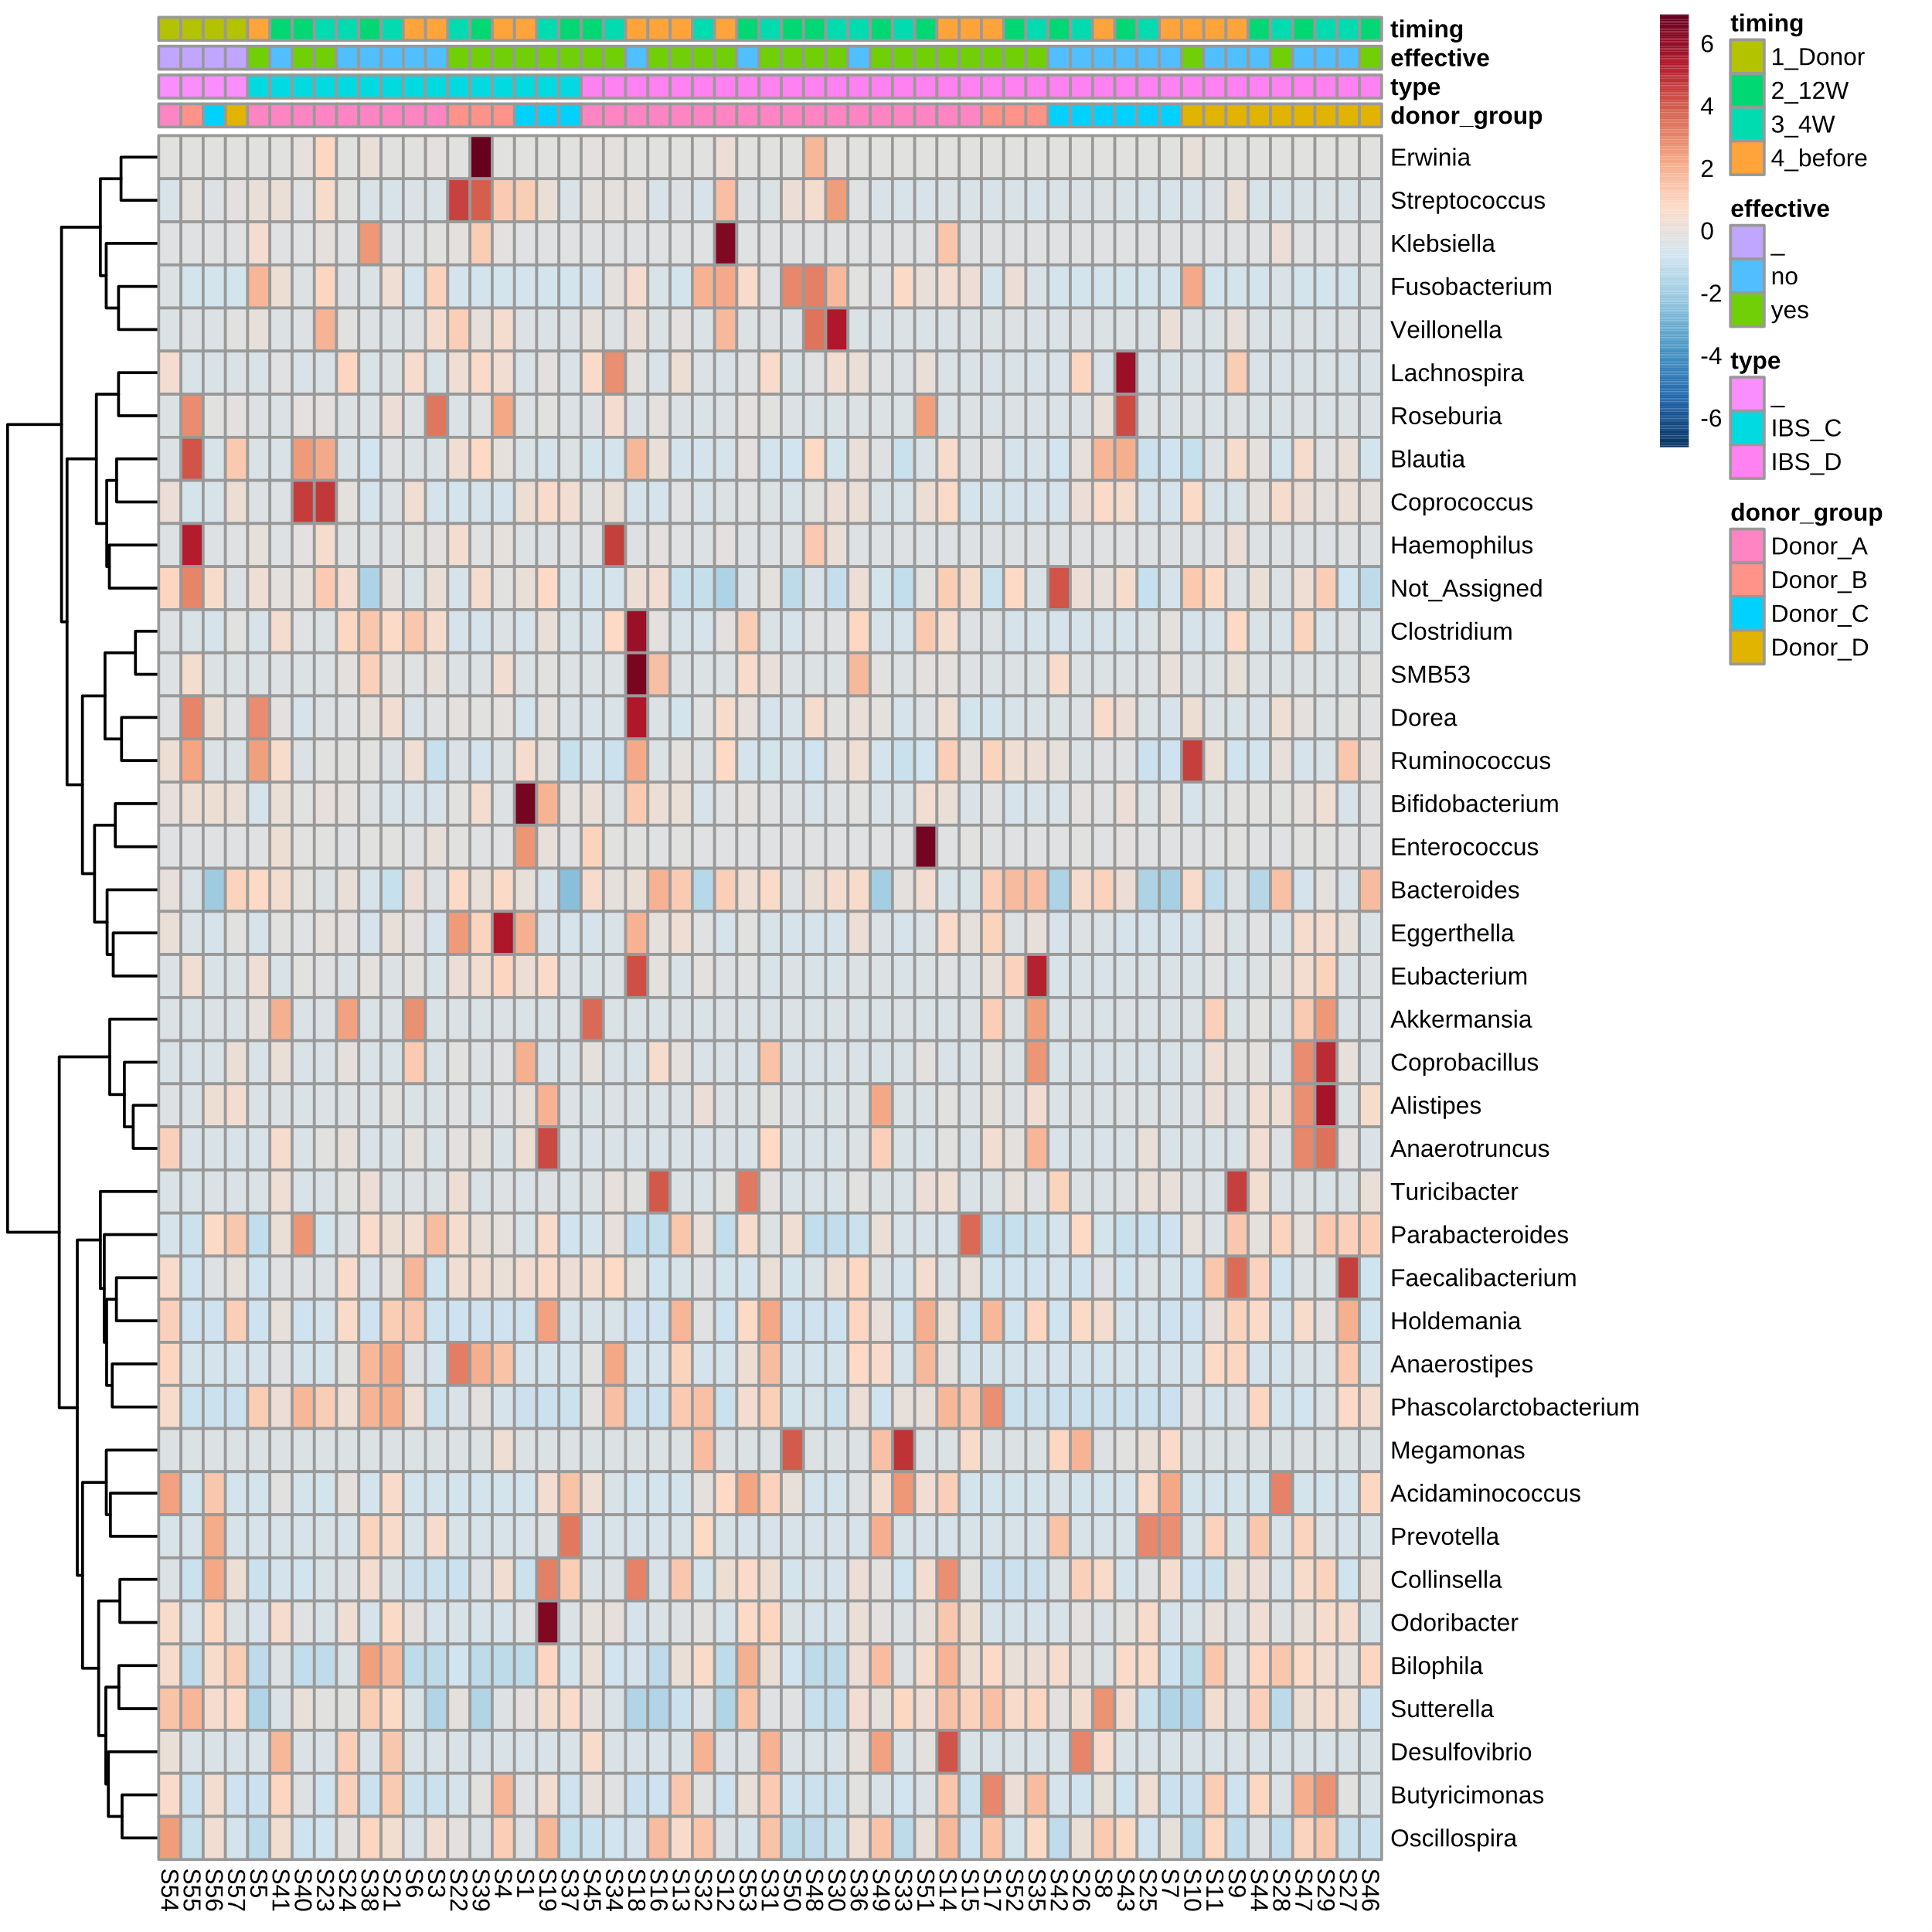 timing
effective
type
donor_group
Erwinia
Streptococcus
Klebsiella
Fusobacterium
Veillonella
Lachnospira
Roseburia
Blautia
Coprococcus
Haemophilus
Not_Assigned
Clostridium
SMB53
Dorea
Ruminococcus
Bifidobacterium
Enterococcus
Bacteroides
Eggerthella
Eubacterium
Akkermansia
Coprobacillus
Alistipes
Anaerotruncus
Turicibacter
Parabacteroides
Faecalibacterium
Holdemania
Anaerostipes
Phascolarctobacterium
Megamonas
Acidaminococcus
Prevotella
Collinsella
Odoribacter
Bilophila
Sutterella
Desulfovibrio
Butyricimonas
Oscillospira
S54
S55
S56
S57
S5
S41
S40
S23
S24
S38
S21
S6
S3
S22
S39
S4
S1
S19
S37
S45
S34
S18
S16
S13
S32
S12
S53
S31
S50
S48
S30
S36
S49
S33
S51
S14
S15
S17
S52
S35
S42
S26
S8
S43
S25
S7
S10
S11
S9
S44
S28
S47
S29
S27
S46
6
4
2
0
-2
-4
-6
timing
1_Donor
2_12W
3_4W
4_before
effective
_
no
yes
type
_
IBS_C
IBS_D
donor_group
Donor_A
Donor_B
Donor_C
Donor_D